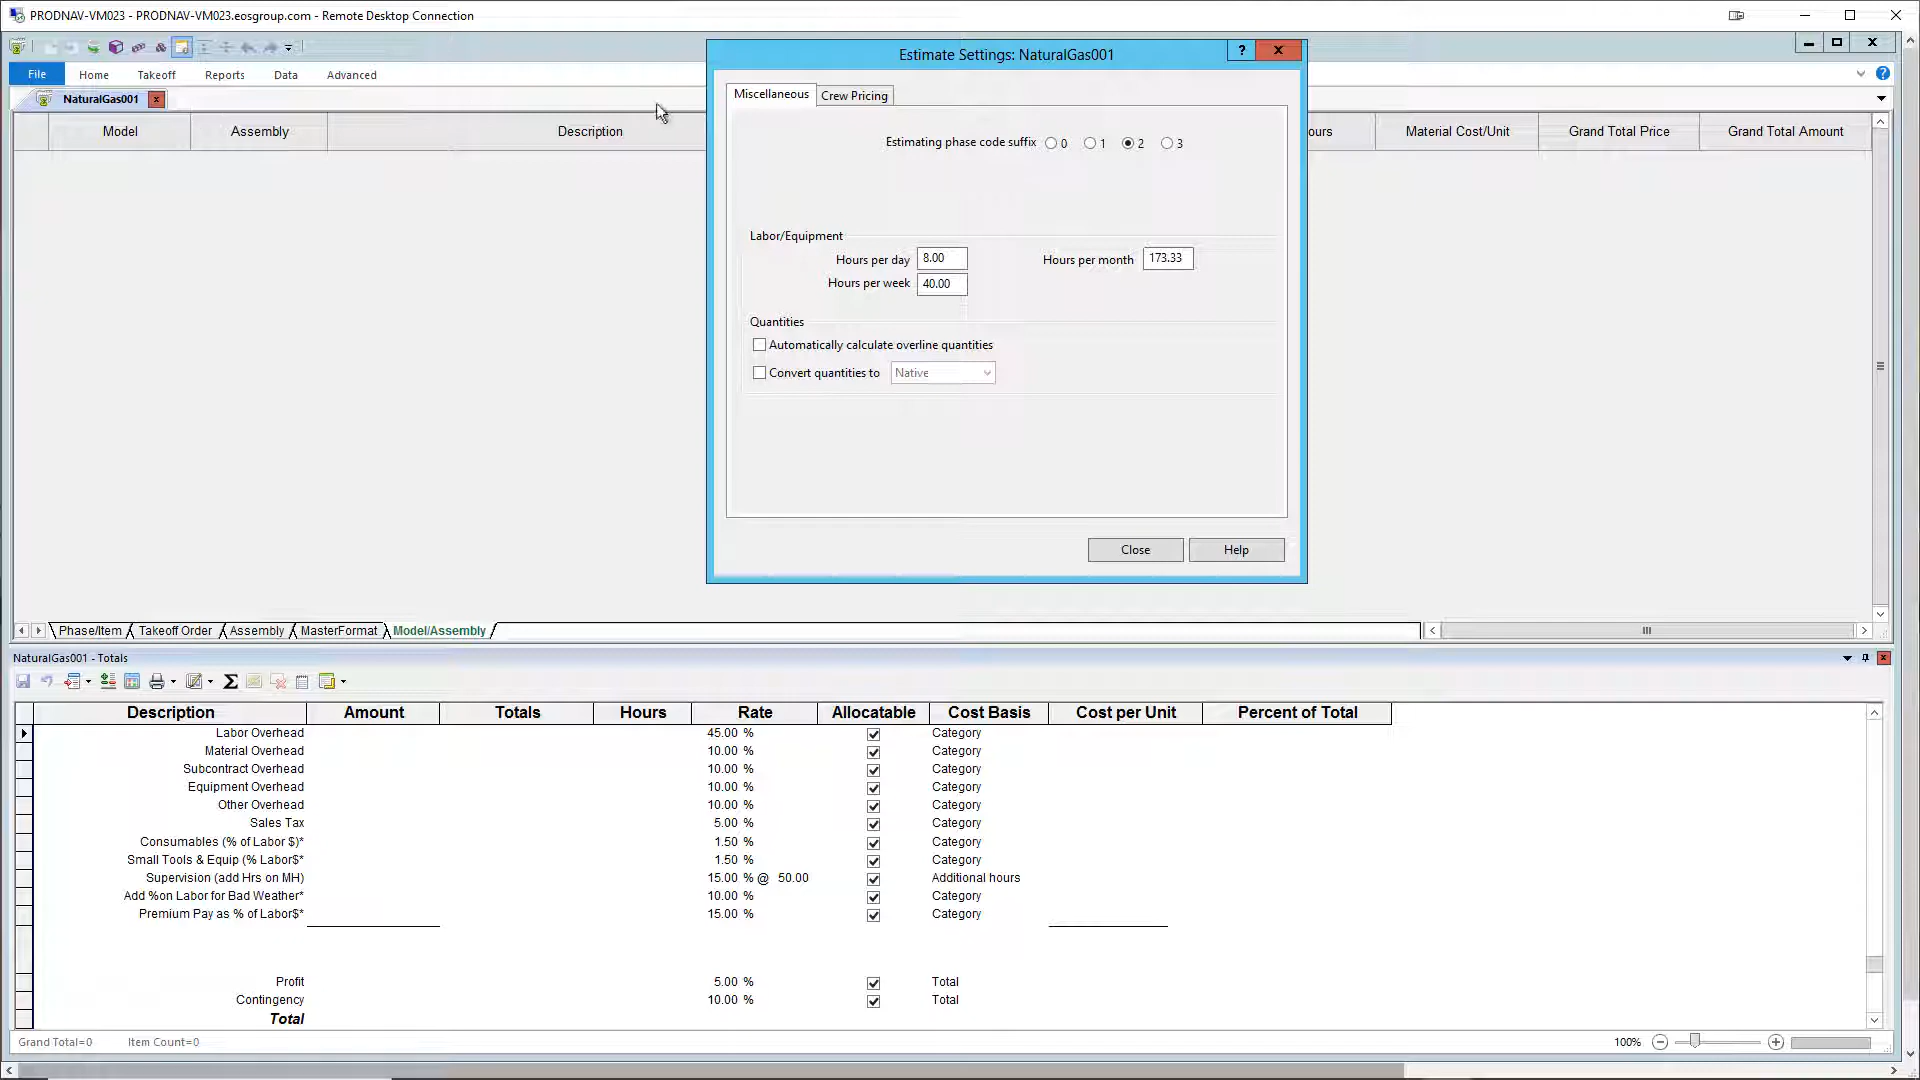 PRODNAV-VM023 - PRODNAV-VM023.eosgroup.com - Remote Desktop Connection
File Home Takeoff Reports Data Advanced
NaturalGas001
Model Assembly Description ours Material Cost/Unit Grand Total Price Grand Total Amount
Estimate Settings: NaturalGas001
Miscellaneous Crew Pricing
Estimating phase code suffix 0 1 2 3
Labor/Equipment
Hours per day 8.00 Hours per month 173.33
Hours per week 40.00
Quantities
Automatically calculate overline quantities
Convert quantities to Native
Close Help
Phase/Item Takeoff Order Assembly MasterFormat Model/Assembly
NaturalGas001 - Totals
Description Amount Totals Hours Rate Allocatable Cost Basis Cost per Unit Percent of Total
Labor Overhead 45.00 % Category
Material Overhead 10.00 % Category
Subcontract Overhead 10.00 % Category
Equipment Overhead 10.00 % Category
Other Overhead 10.00 % Category
Sales Tax 5.00 % Category
Consumables (% of Labor $)* 1.50 % Category
Small Tools & Equip (% Labor$* 1.50 % Category
Supervision (add Hrs on MH) 15.00 % @ 50.00 Additional hours
Add %on Labor for Bad Weather* 10.00 % Category
Premium Pay as % of Labor$* 15.00 % Category
Profit 5.00 % Total
Contingency 10.00 % Total
Total
Grand Total=0 Item Count=0 100%